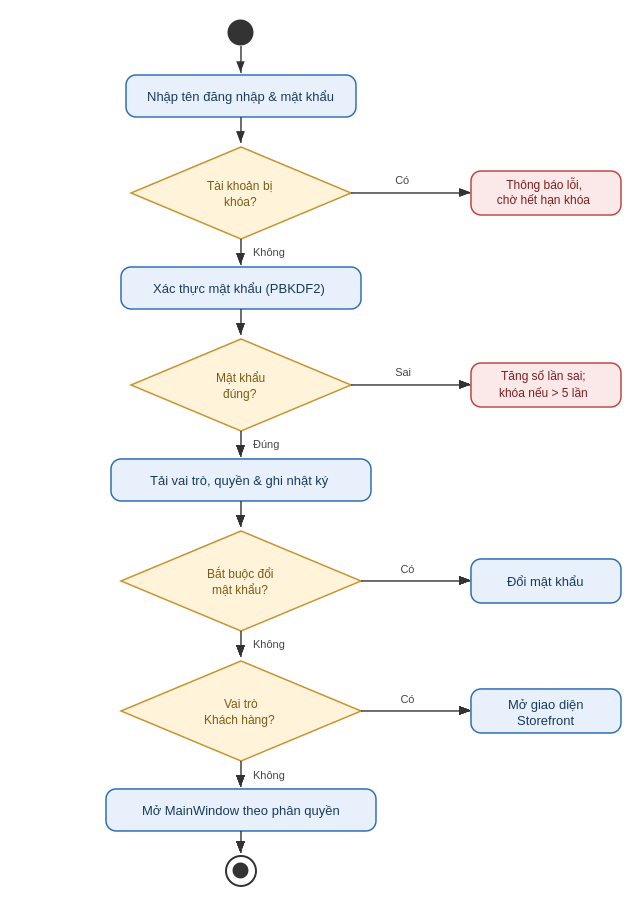 Nhập tên đăng nhập & mật khẩu
Tài khoản bị
khóa?
Có
Thông báo lỗi,
chờ hết hạn khóa
Không
Xác thực mật khẩu (PBKDF2)
Mật khẩu
đúng?
Sai
Tăng số lần sai;
khóa nếu > 5 lần
Đúng
Tải vai trò, quyền & ghi nhật ký
Bắt buộc đổi
mật khẩu?
Có
Đổi mật khẩu
Không
Vai trò
Khách hàng?
Có
Mở giao diện
Storefront
Không
Mở MainWindow theo phân quyền